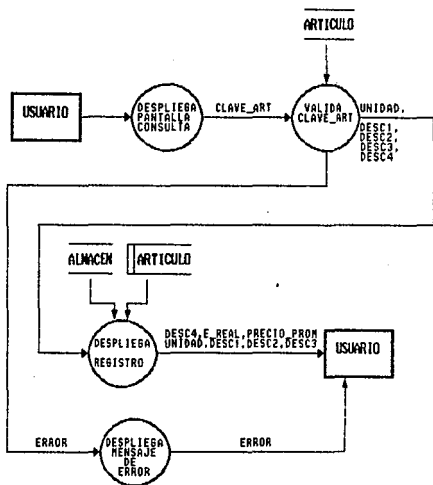 ARTICULO
USUARIO
DESPLIEGA
PANTALLA
CONSULTA
CLAVE_ART
VALIDA
CLAVE_ART
UNIDAD,
DESC1,
DESC2,
DESC3,
DESC4
ALMACEN
ARTICULO
DESPLIEGA
REGISTRO
DESC4,E_REAL,PRECIO_PROM
UNIDAD,DESC1,DESC2,DESC3
USUARIO
ERROR
DESPLIEGA
MENSAJE
DE
ERROR
ERROR